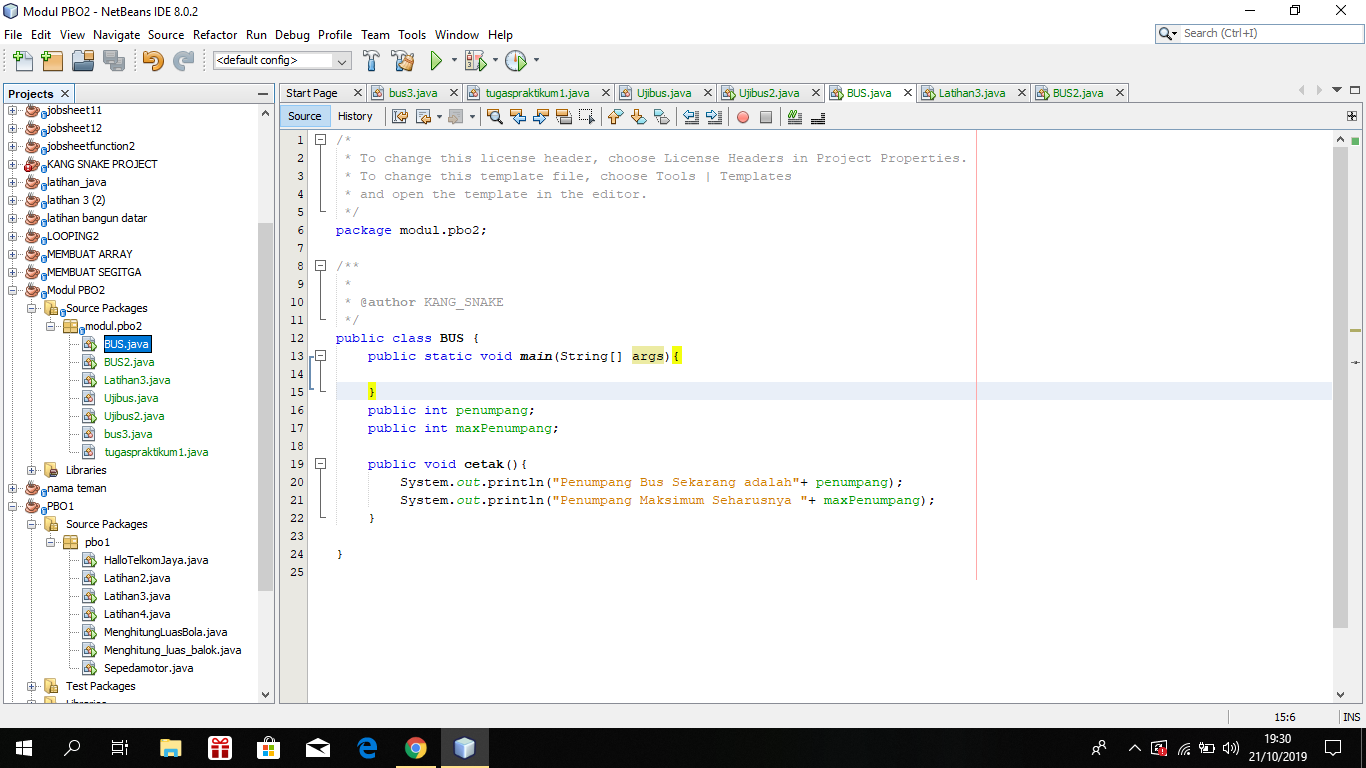 Modul PBO2 - NetBeans IDE 8.0.2
File Edit View Navigate Source Refactor Run Debug Profile Team Tools Window Help
Search (Ctrl+I)
<default config>
Projects
Start Page bus3.java tugaspraktikum1.java Ujibus.java Ujibus2.java BUS.java Latihan3.java BUS2.java
Source History
jobsheet11
jobsheet12
jobsheetfunction2
KANG SNAKE PROJECT
latihan_java
latihan 3 (2)
latihan bangun datar
LOOPING2
MEMBUAT ARRAY
MEMBUAT SEGITGA
Modul PBO2
Source Packages
modul.pbo2
BUS.java
BUS2.java
Latihan3.java
Ujibus.java
Ujibus2.java
bus3.java
tugaspraktikum1.java
Libraries
nama teman
PBO1
Source Packages
pbo1
HalloTelkomJaya.java
Latihan2.java
Latihan3.java
Latihan4.java
MenghitungLuasBola.java
Menghitung_luas_balok.java
Sepedamotor.java
Test Packages
Libraries
1 /*
2 * To change this license header, choose License Headers in Project Properties.
3 * To change this template file, choose Tools | Templates
4 * and open the template in the editor.
5 */
6 package modul.pbo2;
7
8 /**
9 *
10 * @author KANG_SNAKE
11 */
12 public class BUS {
13 public static void main(String[] args){
14
15 }
16 public int penumpang;
17 public int maxPenumpang;
18
19 public void cetak(){
20 System.out.println("Penumpang Bus Sekarang adalah"+ penumpang);
21 System.out.println("Penumpang Maksimum Seharusnya "+ maxPenumpang);
22 }
23
24 }
25
15:6 INS
19:30
21/10/2019